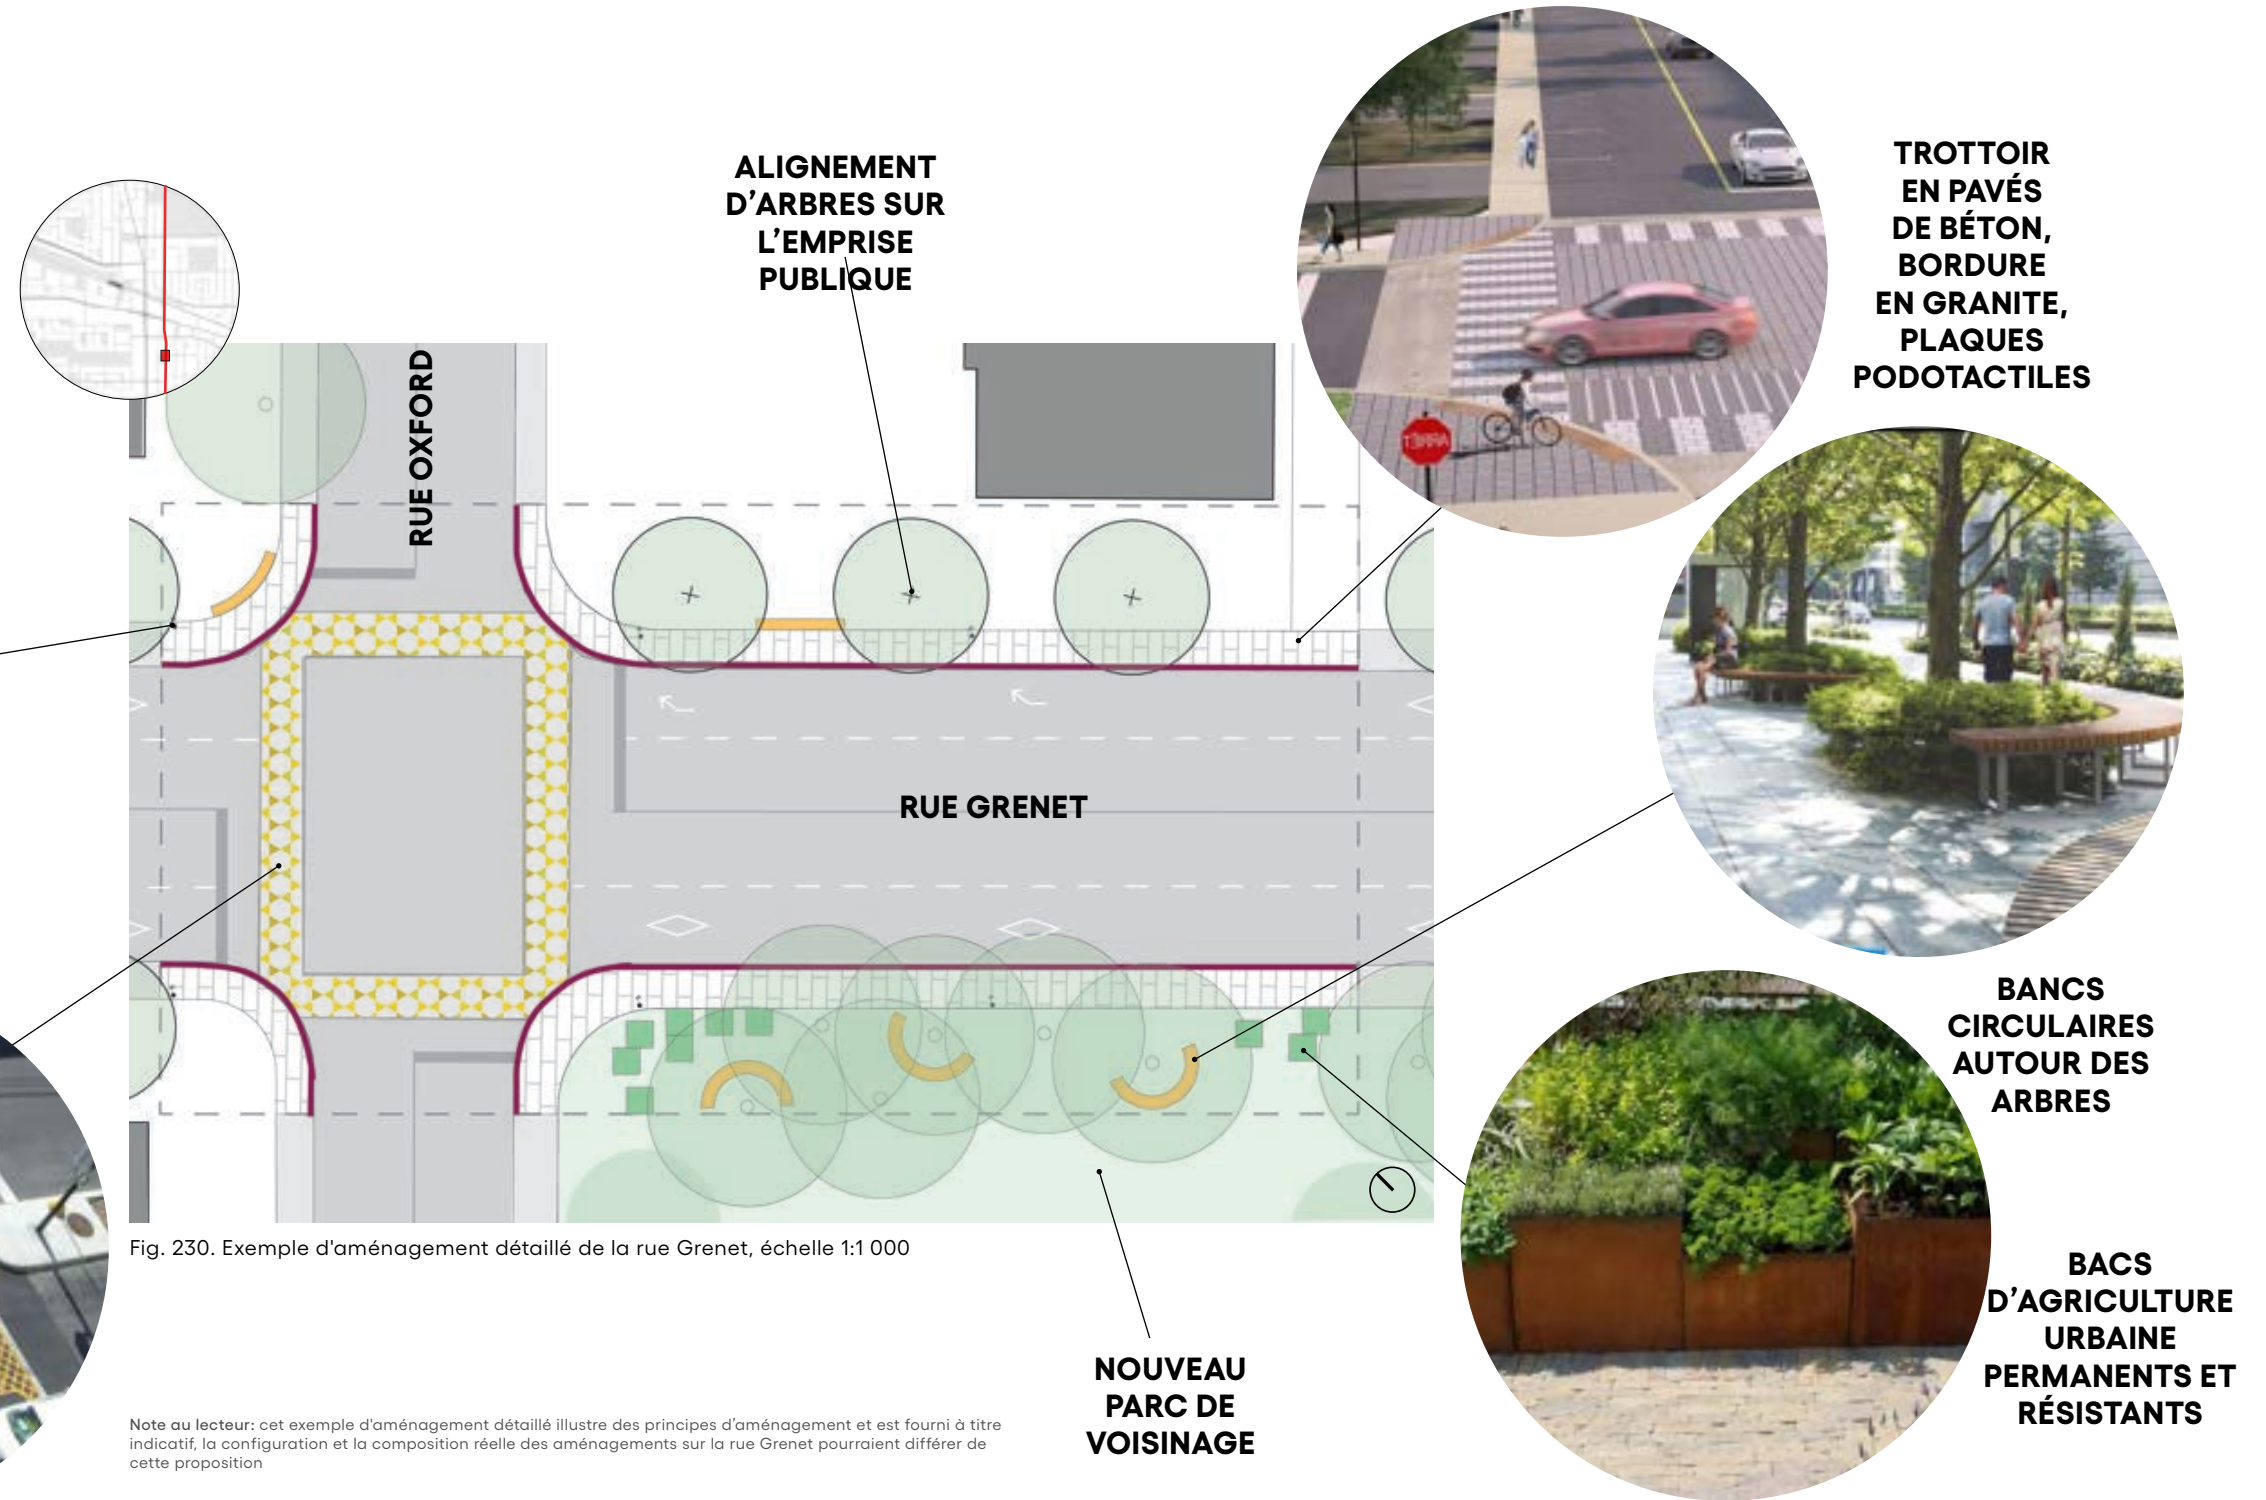 ALIGNEMENT
D’ARBRES SUR
L’EMPRISE
PUBLIQUE
TROTTOIR
EN PAVÉS
DE BÉTON,
BORDURE
EN GRANITE,
PLAQUES
PODOTACTILES
ARRÊT
RUE OXFORD
RUE GRENET
BANCS
CIRCULAIRES
AUTOUR DES
ARBRES
BACS
D’AGRICULTURE
URBAINE
PERMANENTS ET
RÉSISTANTS
Fig. 230. Exemple d'aménagement détaillé de la rue Grenet, échelle 1:1 000
NOUVEAU
PARC DE
VOISINAGE
Note au lecteur: cet exemple d'aménagement détaillé illustre des principes d’aménagement et est fourni à titre
indicatif, la configuration et la composition réelle des aménagements sur la rue Grenet pourraient différer de
cette proposition